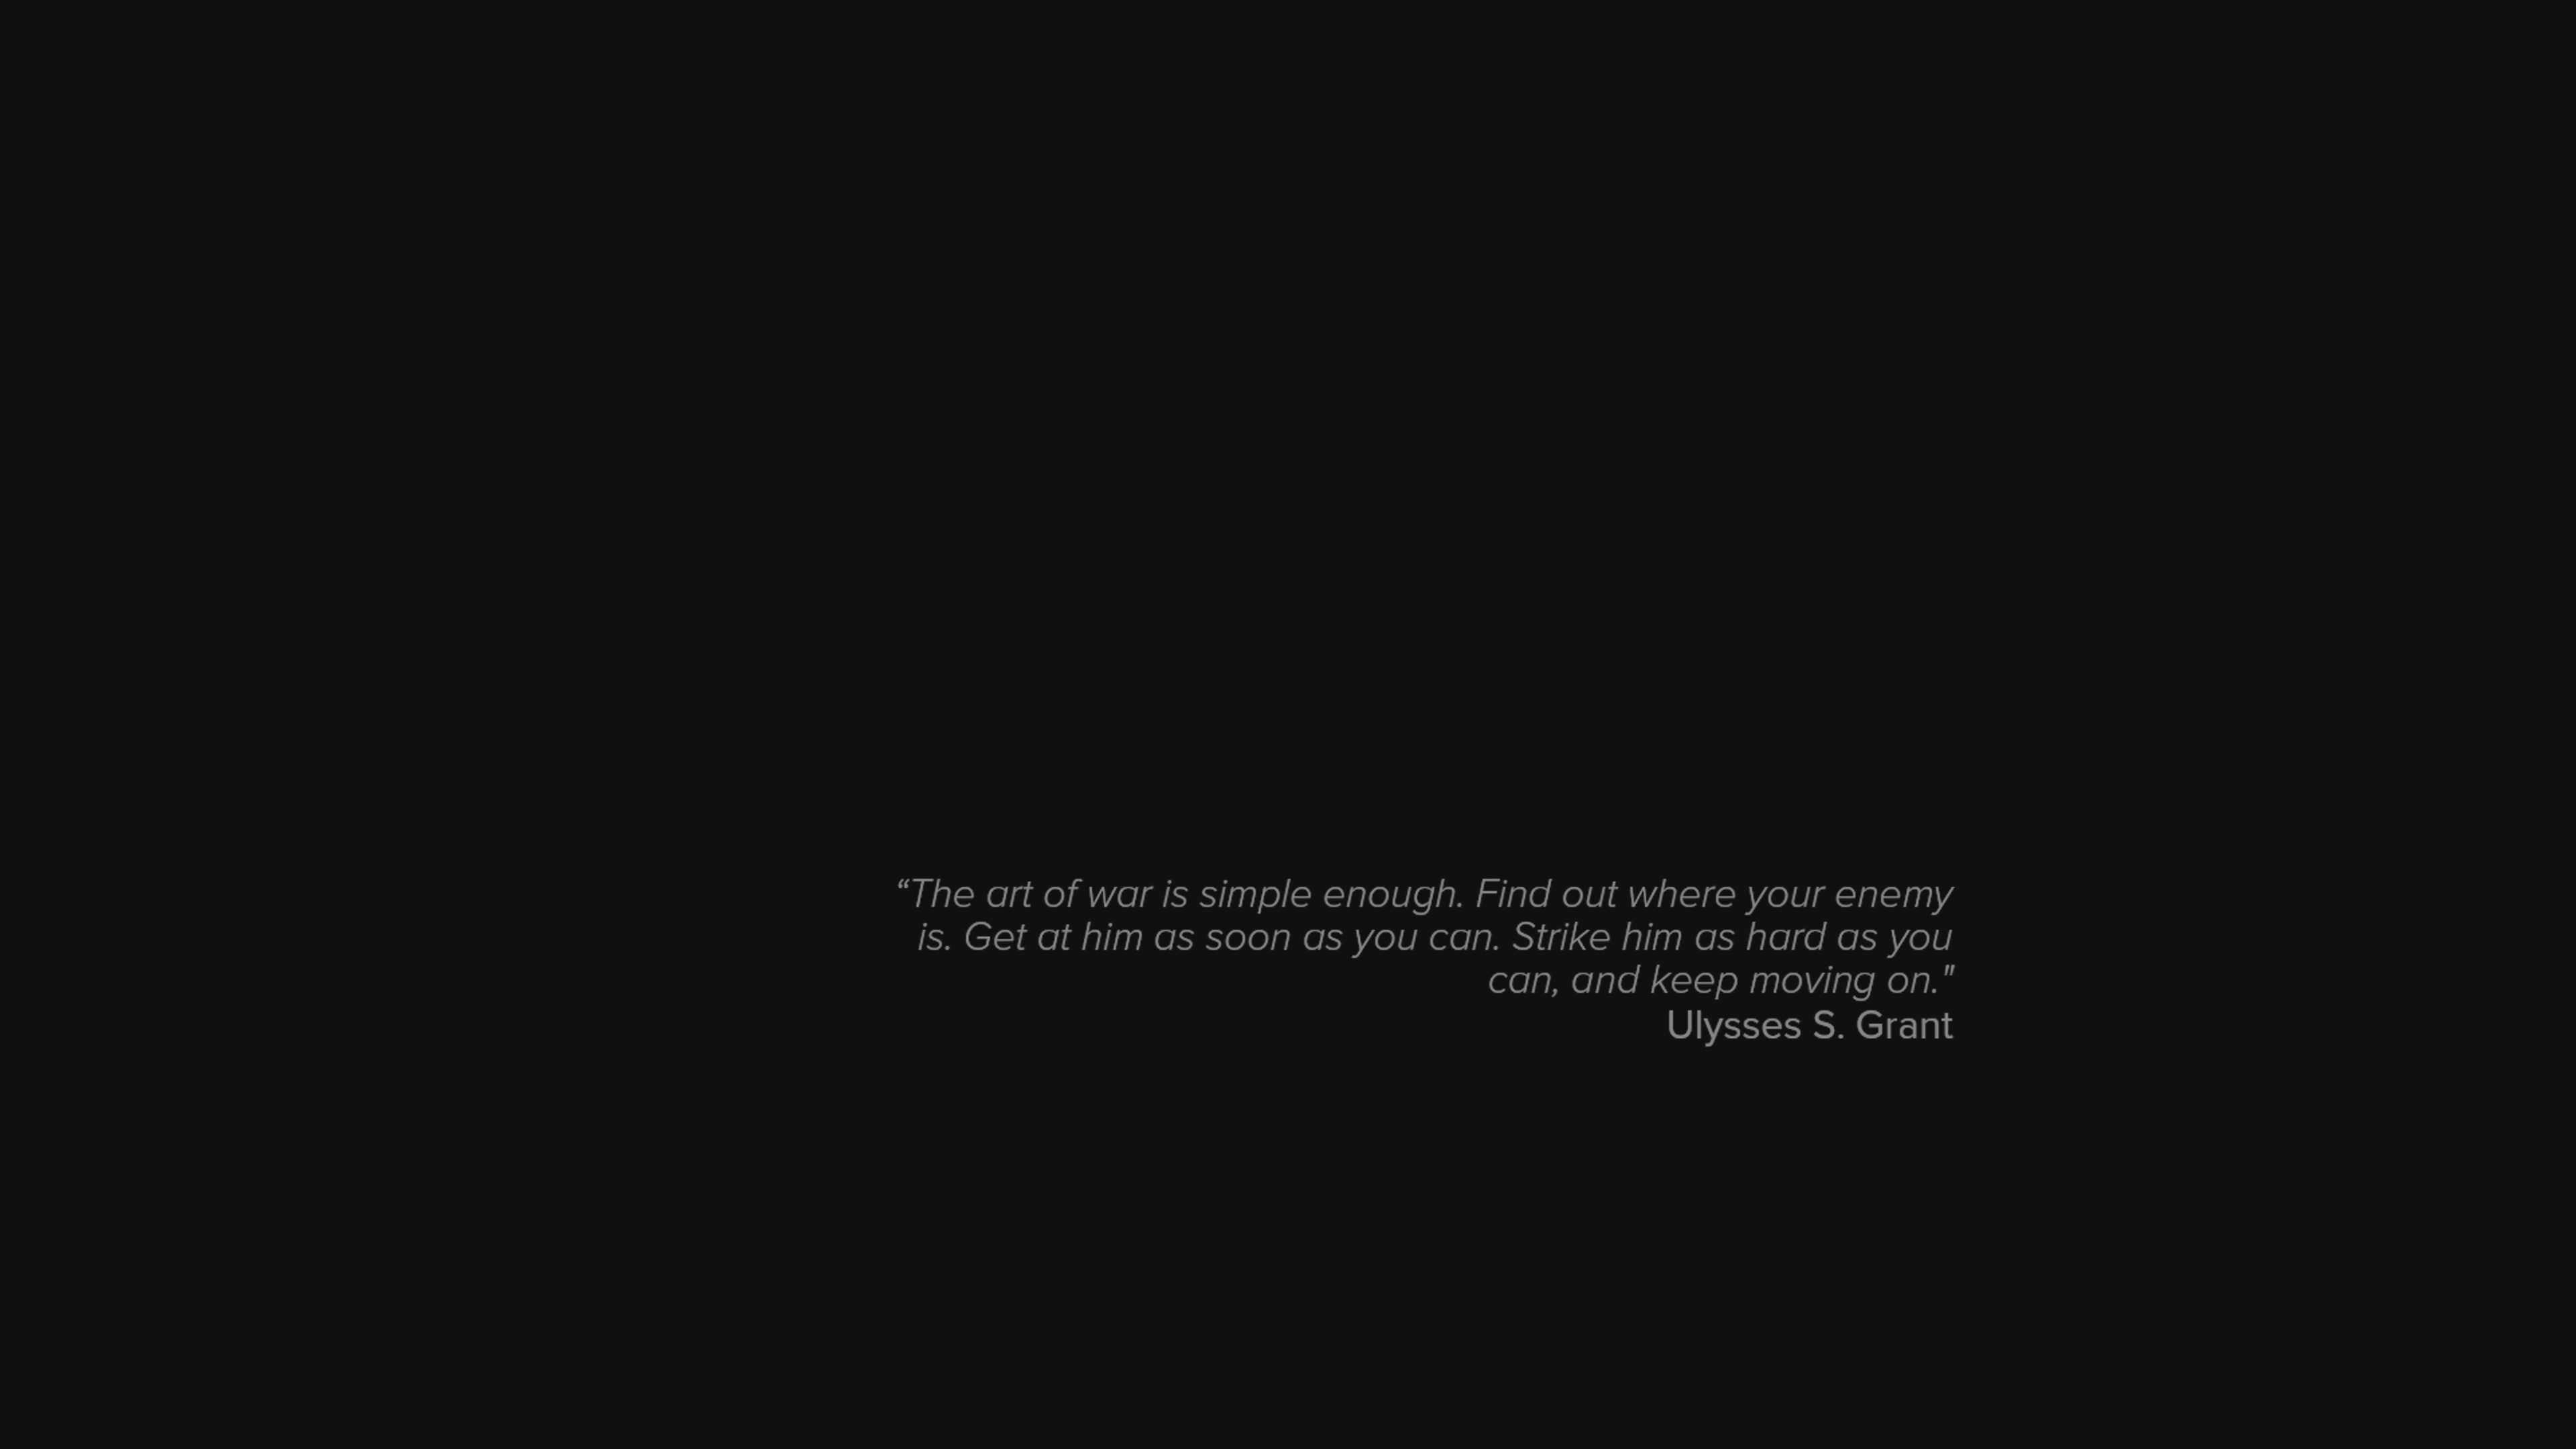 “The art of war is simple enough. Find out where your enemy
is. Get at him as soon as you can. Strike him as hard as you
can, and keep moving on."
Ulysses S. Grant